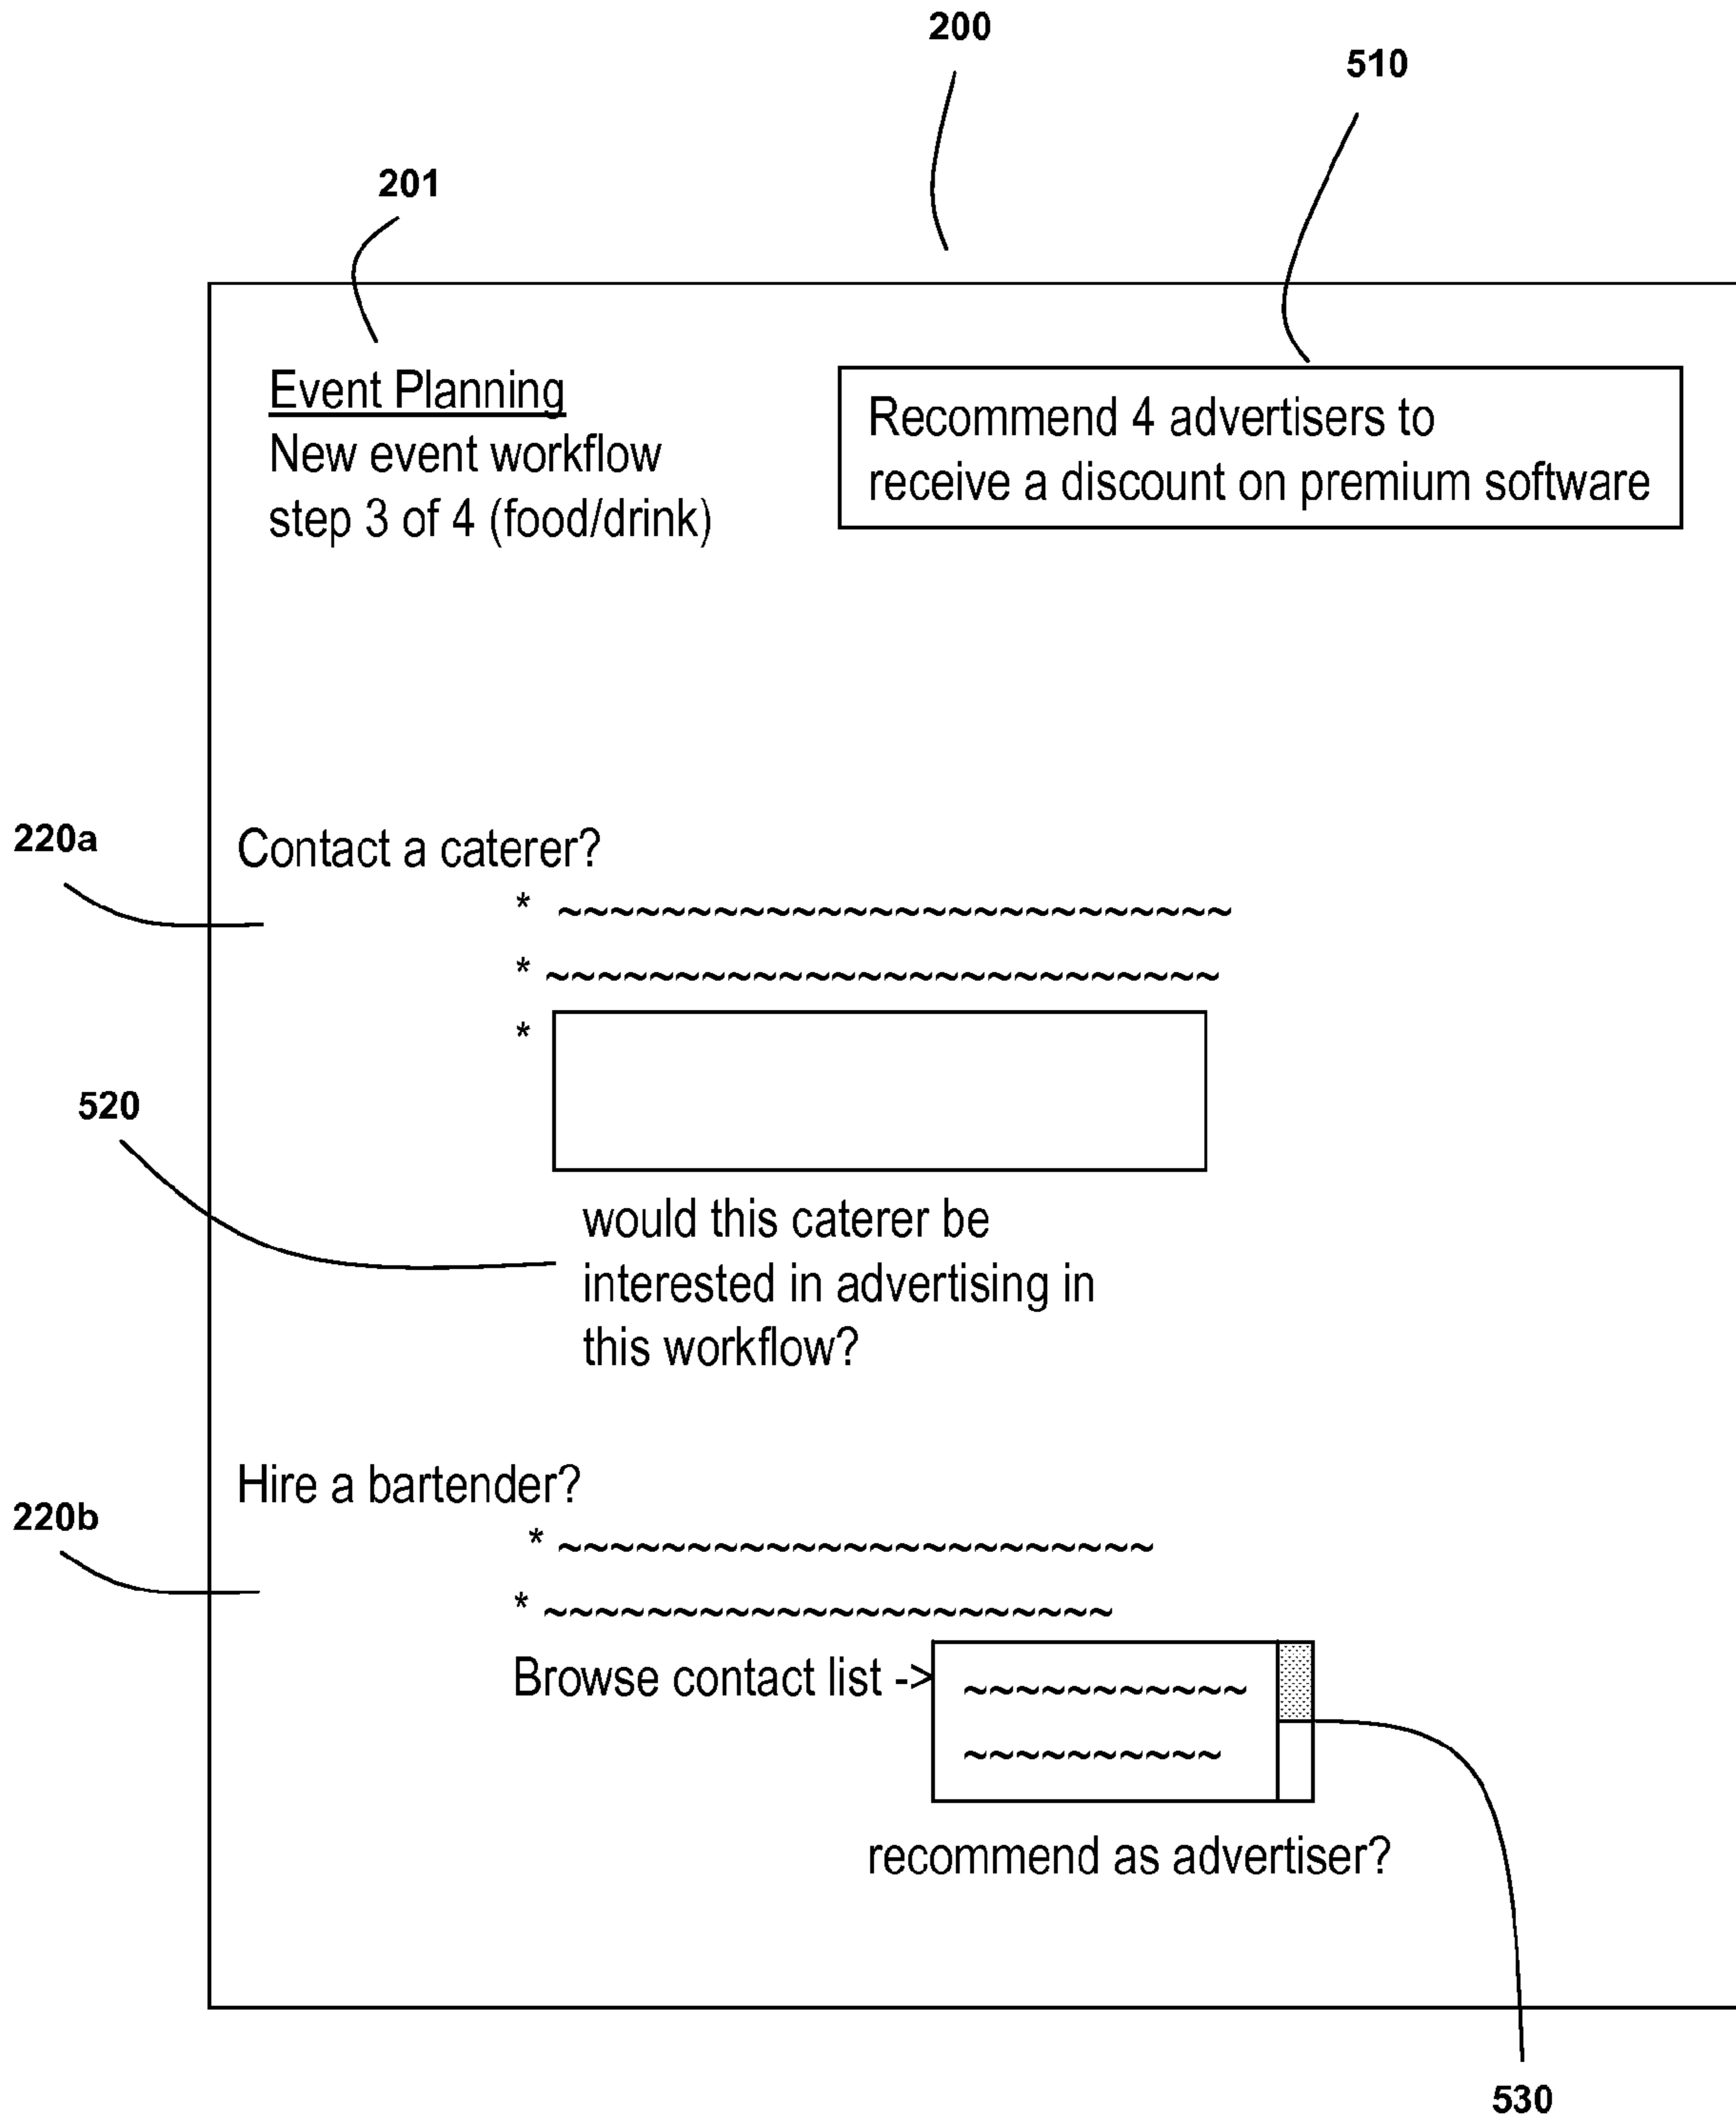 200
510
201
Event Planning
New event workflow
step 3 of 4 (food/drink)
Recommend 4 advertisers to
receive a discount on premium software
220a
Contact a caterer?
* ~~~~~~~~~~~~~~~~~~~~~~~~~~
* ~~~~~~~~~~~~~~~~~~~~~~~~~~
*
520
would this caterer be
interested in advertising in
this workflow?
Hire a bartender?
220b
* ~~~~~~~~~~~~~~~~~~~~~~~
* ~~~~~~~~~~~~~~~~~~~~~~
Browse contact list ->
~~~~~~~~~~~
~~~~~~~~~~
recommend as advertiser?
530